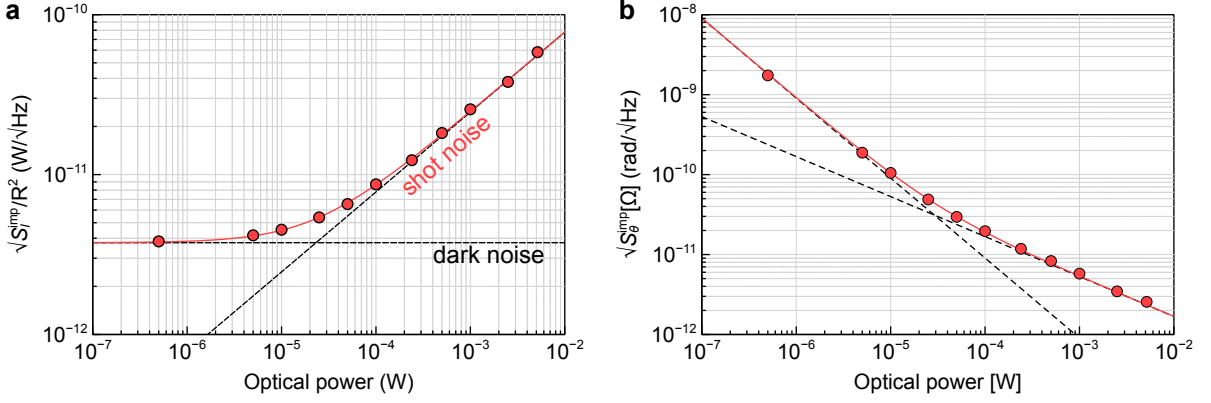 a
10⁻¹⁰
10⁻¹¹
10⁻¹²
√S_I^imp/R² (W/√Hz)
shot noise
dark noise
10⁻⁷ 10⁻⁶ 10⁻⁵ 10⁻⁴ 10⁻³ 10⁻²
Optical power (W)
b
10⁻⁸
10⁻⁹
10⁻¹⁰
10⁻¹¹
10⁻¹²
√S_θ^imp[Ω] (rad/√Hz)
10⁻⁷ 10⁻⁶ 10⁻⁵ 10⁻⁴ 10⁻³ 10⁻²
Optical power [W]